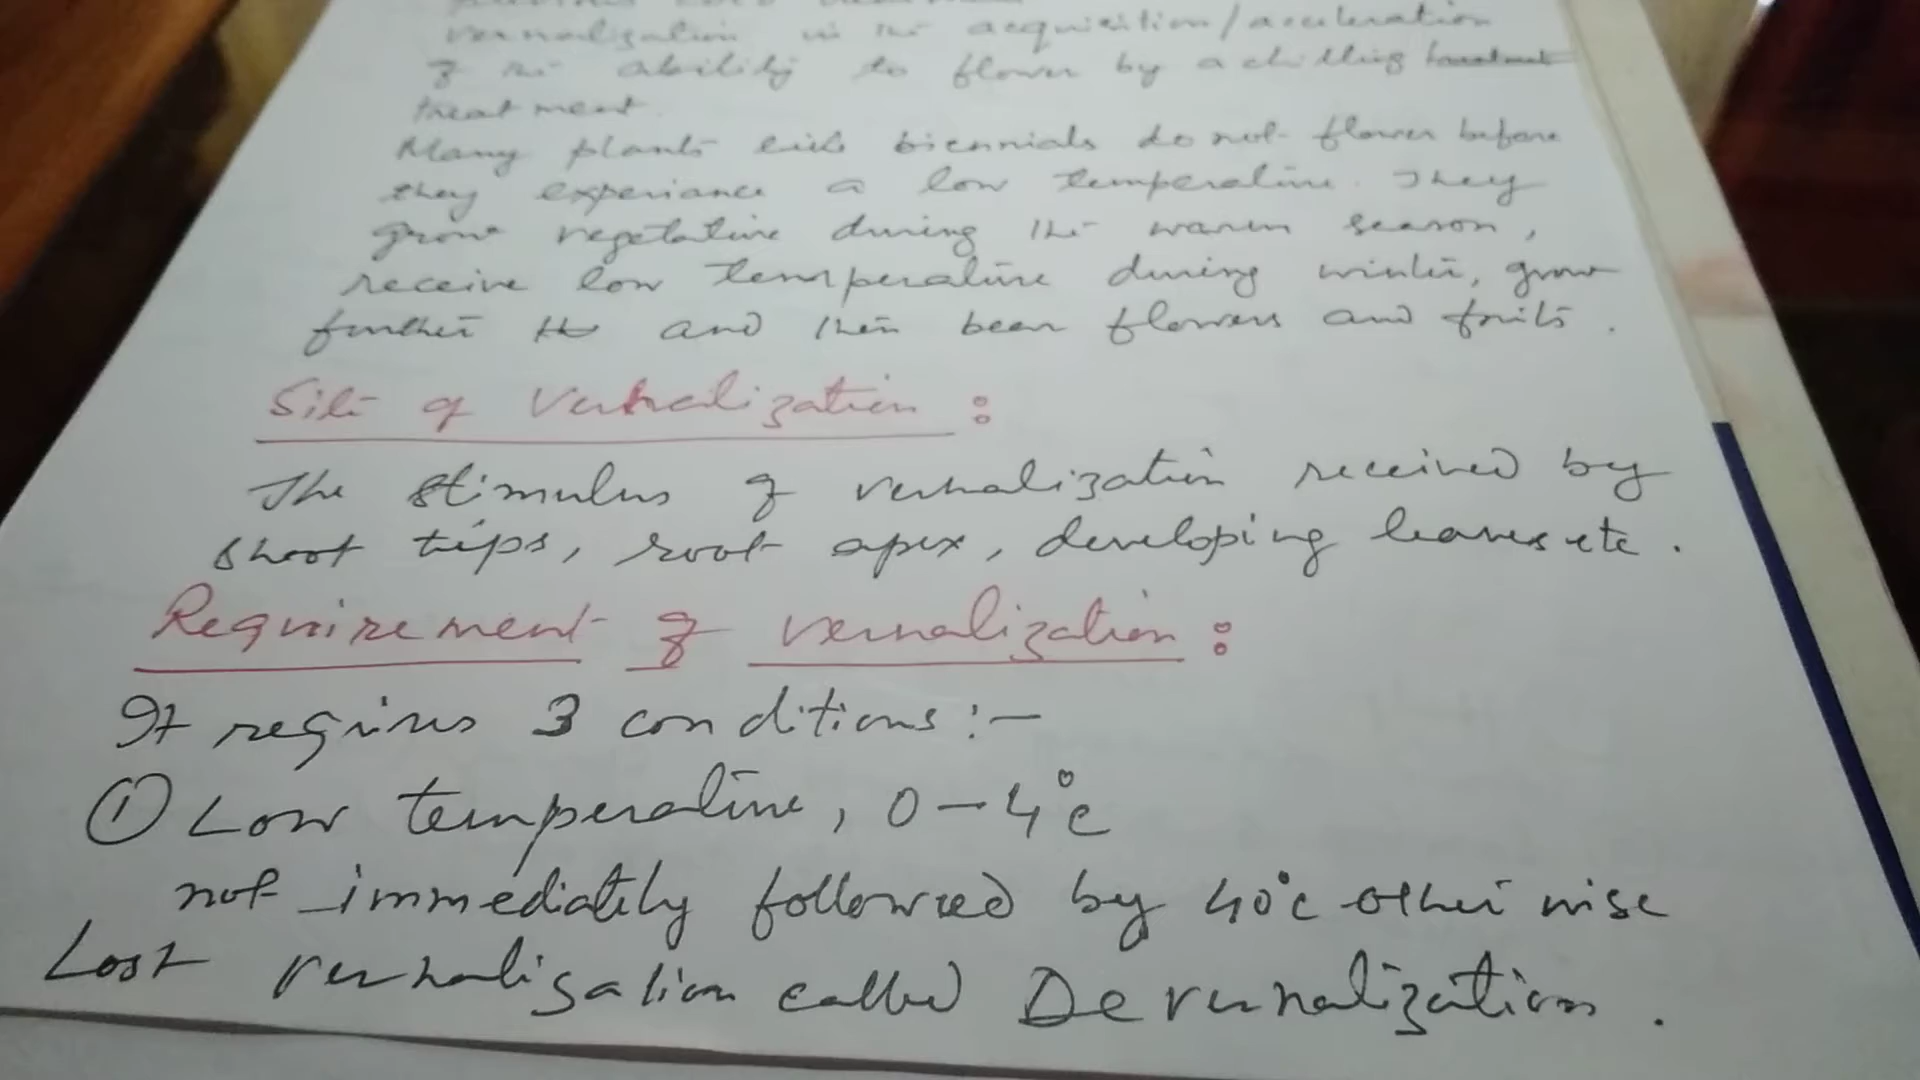 vernalization is the acquisition/acceleration
of the ability to flower by a chilling
treatment.
Many plants like biennials do not flower before
they experiance a low temperature. They
grow vegetative during the warm season,
receive low temperature during winter, grow
further and then bear flowers and fruits.
Site of Vernalization :
The stimulus of vernalization received by
shoot tips, root apex, developing leaves etc.
Requirement of vernalization :
It requires 3 conditions :-
① Low temperature, 0-4°c
not immediately followed by 40°c otherwise
Lost vernalisation called Devernalization.